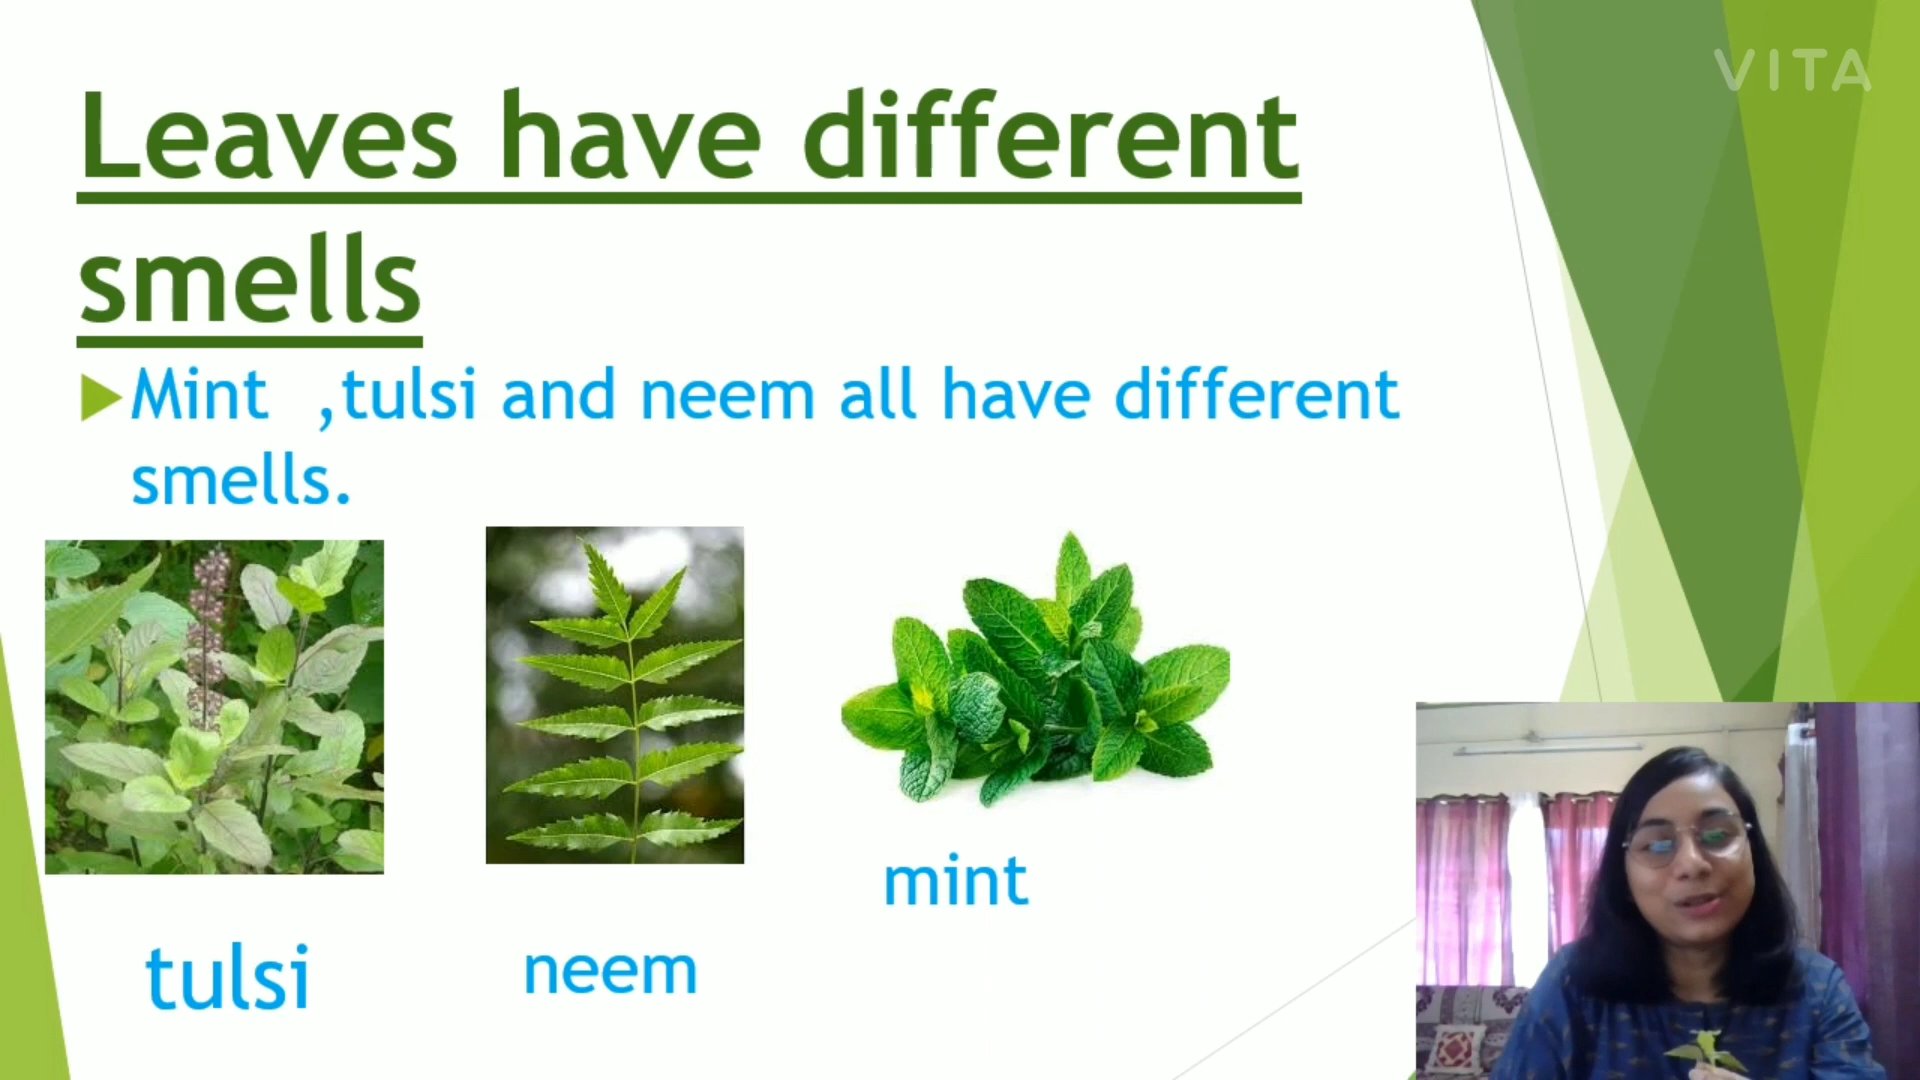 VITA
Leaves have different
smells
Mint ,tulsi and neem all have different
smells.
mint
tulsi
neem